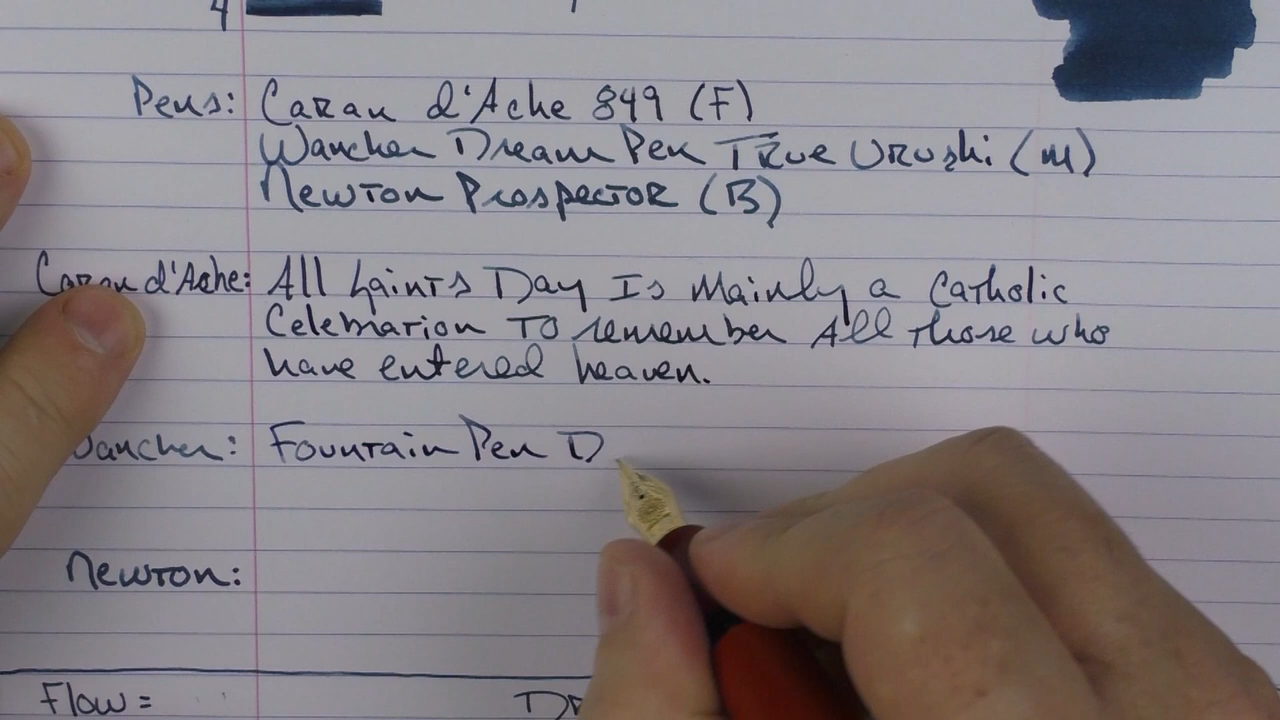 4
Pens: Caran d'Ache 849 (F)
Wancher Dream Pen True Urushi (M)
Newton Prospector (B)
Caran d'Ache: All Saints Day Is Mainly a Catholic
Celebration To remember All Those who
have entered heaven.
Wancher: Fountain Pen D
Newton:
Flow =